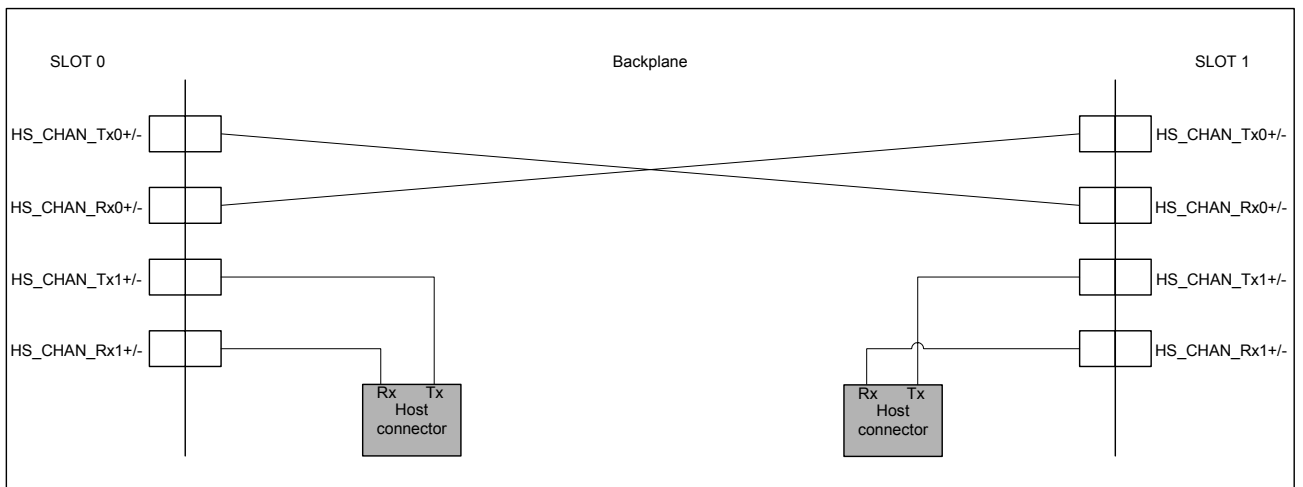 SLOT 0
Backplane
SLOT 1
HS_CHAN_Tx0+/-
HS_CHAN_Tx0+/-
HS_CHAN_Rx0+/-
HS_CHAN_Rx0+/-
HS_CHAN_Tx1+/-
HS_CHAN_Tx1+/-
HS_CHAN_Rx1+/-
HS_CHAN_Rx1+/-
Rx Tx
Host
connector
Rx Tx
Host
connector